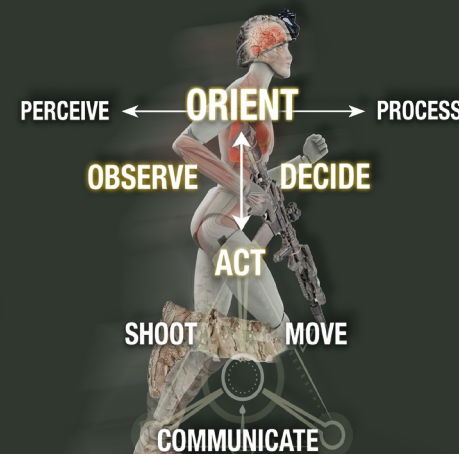 PERCEIVE ORIENT PROCESS
OBSERVE DECIDE
ACT
SHOOT MOVE
COMMUNICATE